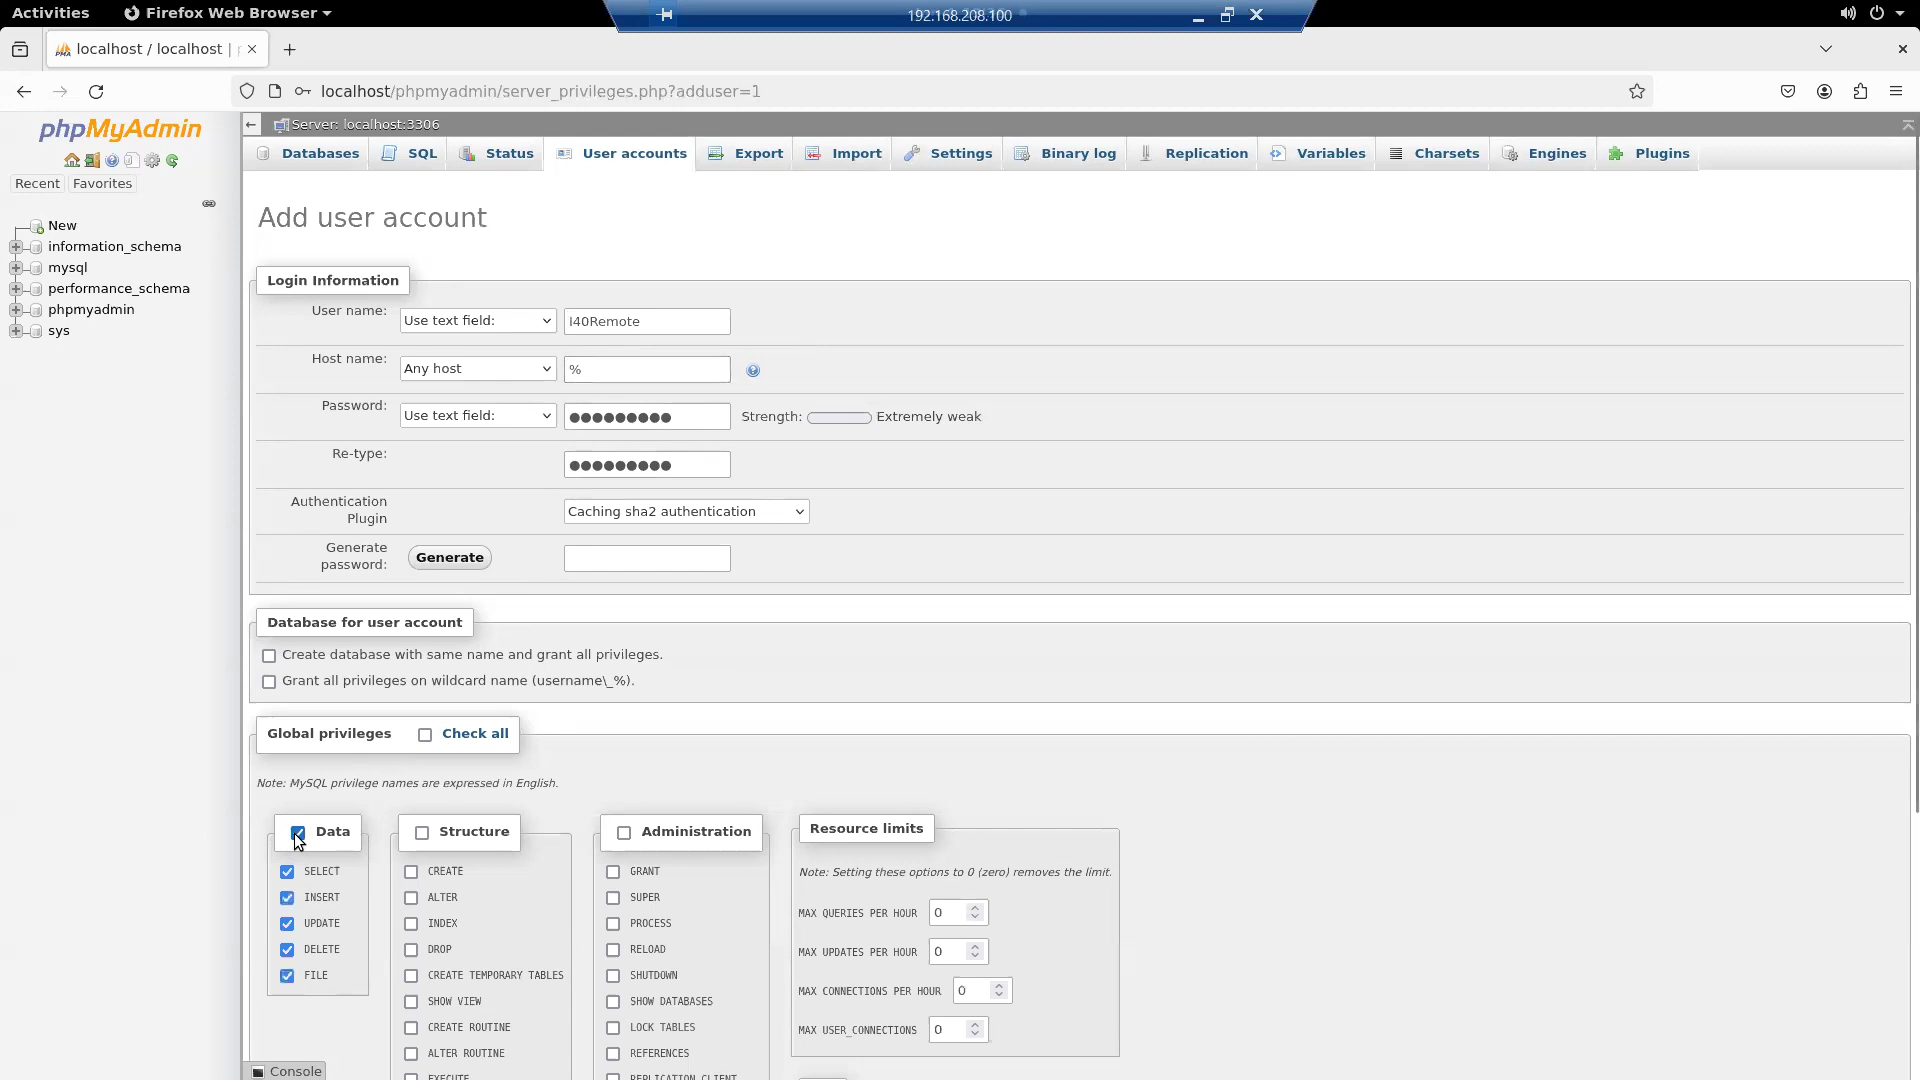 Activities
Firefox Web Browser
192.168.208.100
localhost / localhost |
localhost/phpmyadmin/server_privileges.php?adduser=1
phpMyAdmin
Server: localhost:3306
Databases
SQL
Status
User accounts
Export
Import
Settings
Binary log
Replication
Variables
Charsets
Engines
Plugins
Recent
Favorites
New
information_schema
mysql
performance_schema
phpmyadmin
sys
Add user account
Login Information
User name: Use text field: I40Remote
Host name: Any host %
Password: Use text field: ●●●●●●●●● Strength: Extremely weak
Re-type: ●●●●●●●●●
Authentication
Plugin
Caching sha2 authentication
Generate
password:
Generate
Database for user account
Create database with same name and grant all privileges.
Grant all privileges on wildcard name (username\_%).
Global privileges Check all
Note: MySQL privilege names are expressed in English.
Data
SELECT
INSERT
UPDATE
DELETE
FILE
Structure
CREATE
ALTER
INDEX
DROP
CREATE TEMPORARY TABLES
SHOW VIEW
CREATE ROUTINE
ALTER ROUTINE
EXECUTE
Administration
GRANT
SUPER
PROCESS
RELOAD
SHUTDOWN
SHOW DATABASES
LOCK TABLES
REFERENCES
REPLICATION CLIENT
Resource limits
Note: Setting these options to 0 (zero) removes the limit.
MAX QUERIES PER HOUR 0
MAX UPDATES PER HOUR 0
MAX CONNECTIONS PER HOUR 0
MAX USER_CONNECTIONS 0
Console